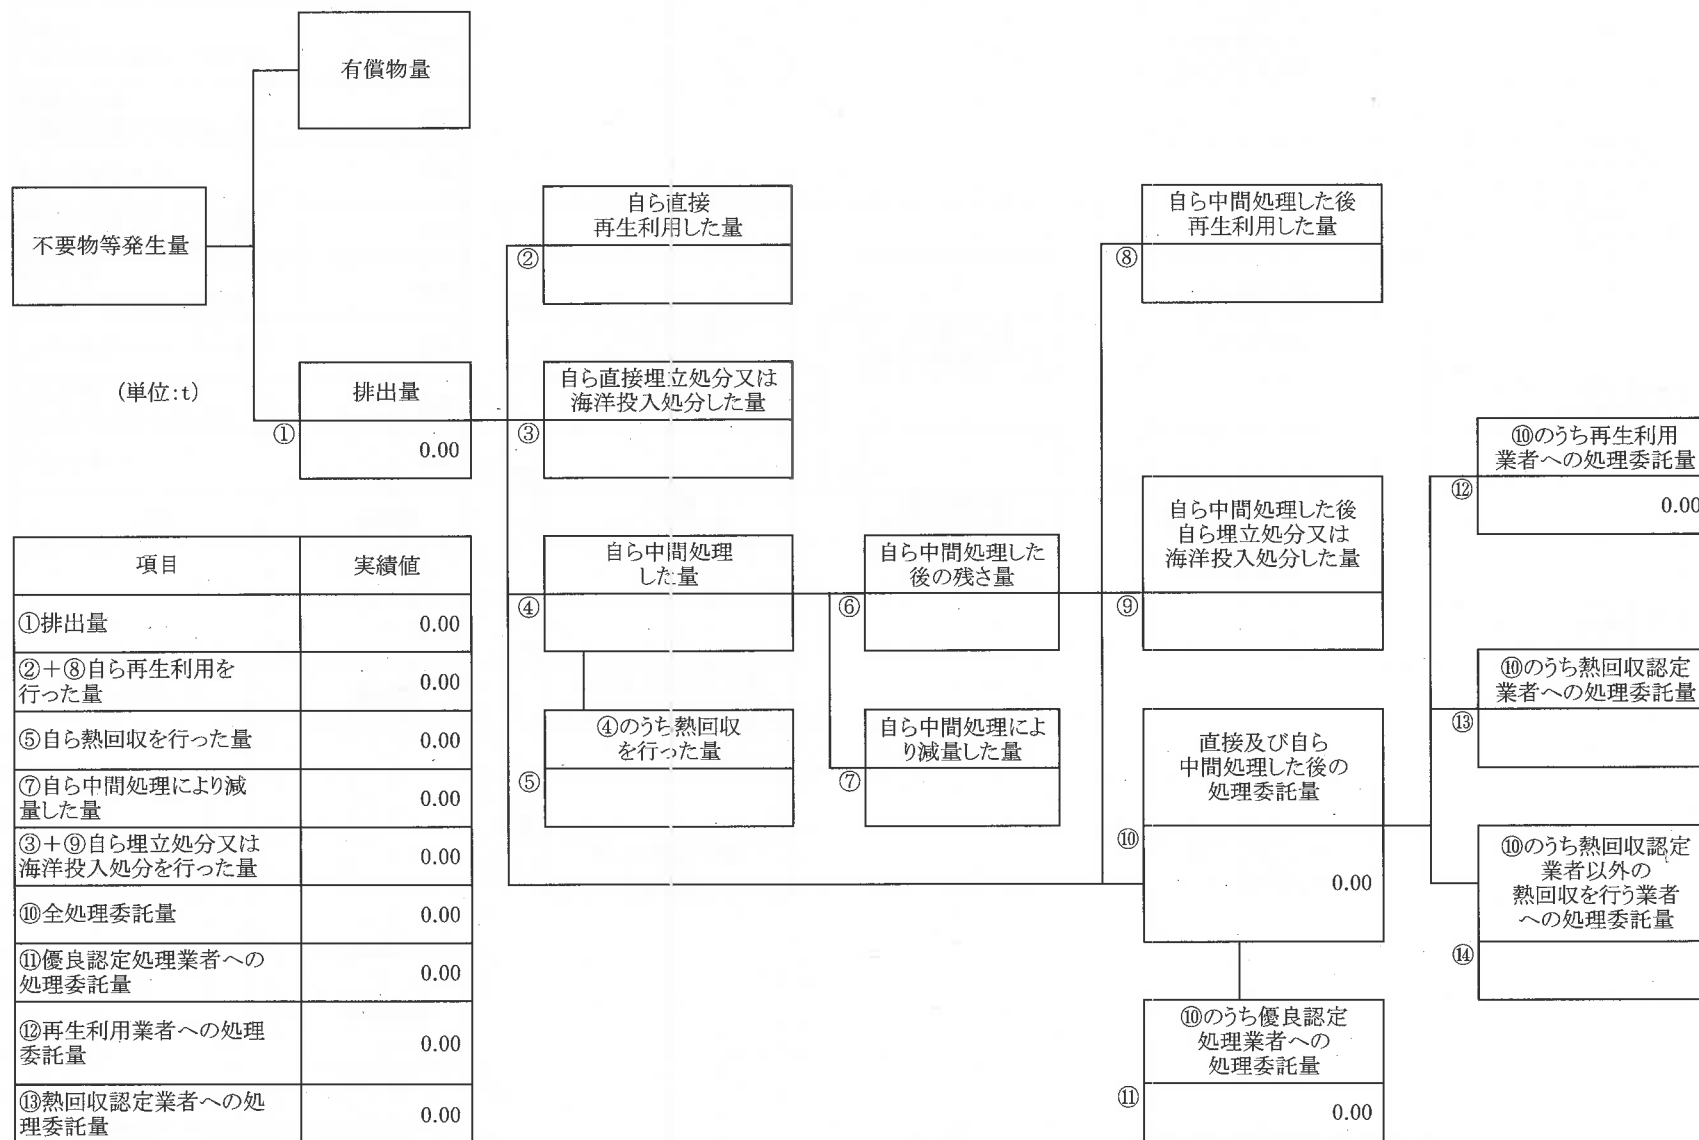 有償物量
不要物等発生量
(単位:t)
排出量
①
0.00
自ら直接
再生利用した量
②
自ら直接埋立処分又は
海洋投入処分した量
③
自ら中間処理
した量
④
④のうち熱回収
を行った量
⑤
自ら中間処理した
後の残さ量
⑥
自ら中間処理によ
り減量した量
⑦
自ら中間処理した後
再生利用した量
⑧
自ら中間処理した後
自ら埋立処分又は
海洋投入処分した量
⑨
直接及び自ら
中間処理した後の
処理委託量
⑩
0.00
⑩のうち優良認定
処理業者への
処理委託量
⑪
0.00
⑩のうち再生利用
業者への処理委託量
⑫
0.00
⑩のうち熱回収認定
業者への処理委託量
⑬
⑩のうち熱回収認定
業者以外の
熱回収を行う業者
への処理委託量
⑭
項目 実績値
①排出量 0.00
②+⑧自ら再生利用を
行った量 0.00
⑤自ら熱回収を行った量 0.00
⑦自ら中間処理により減
量した量 0.00
③+⑨自ら埋立処分又は
海洋投入処分を行った量 0.00
⑩全処理委託量 0.00
⑪優良認定処理業者への
処理委託量 0.00
⑫再生利用業者への処理
委託量 0.00
⑬熱回収認定業者への処
理委託量 0.00